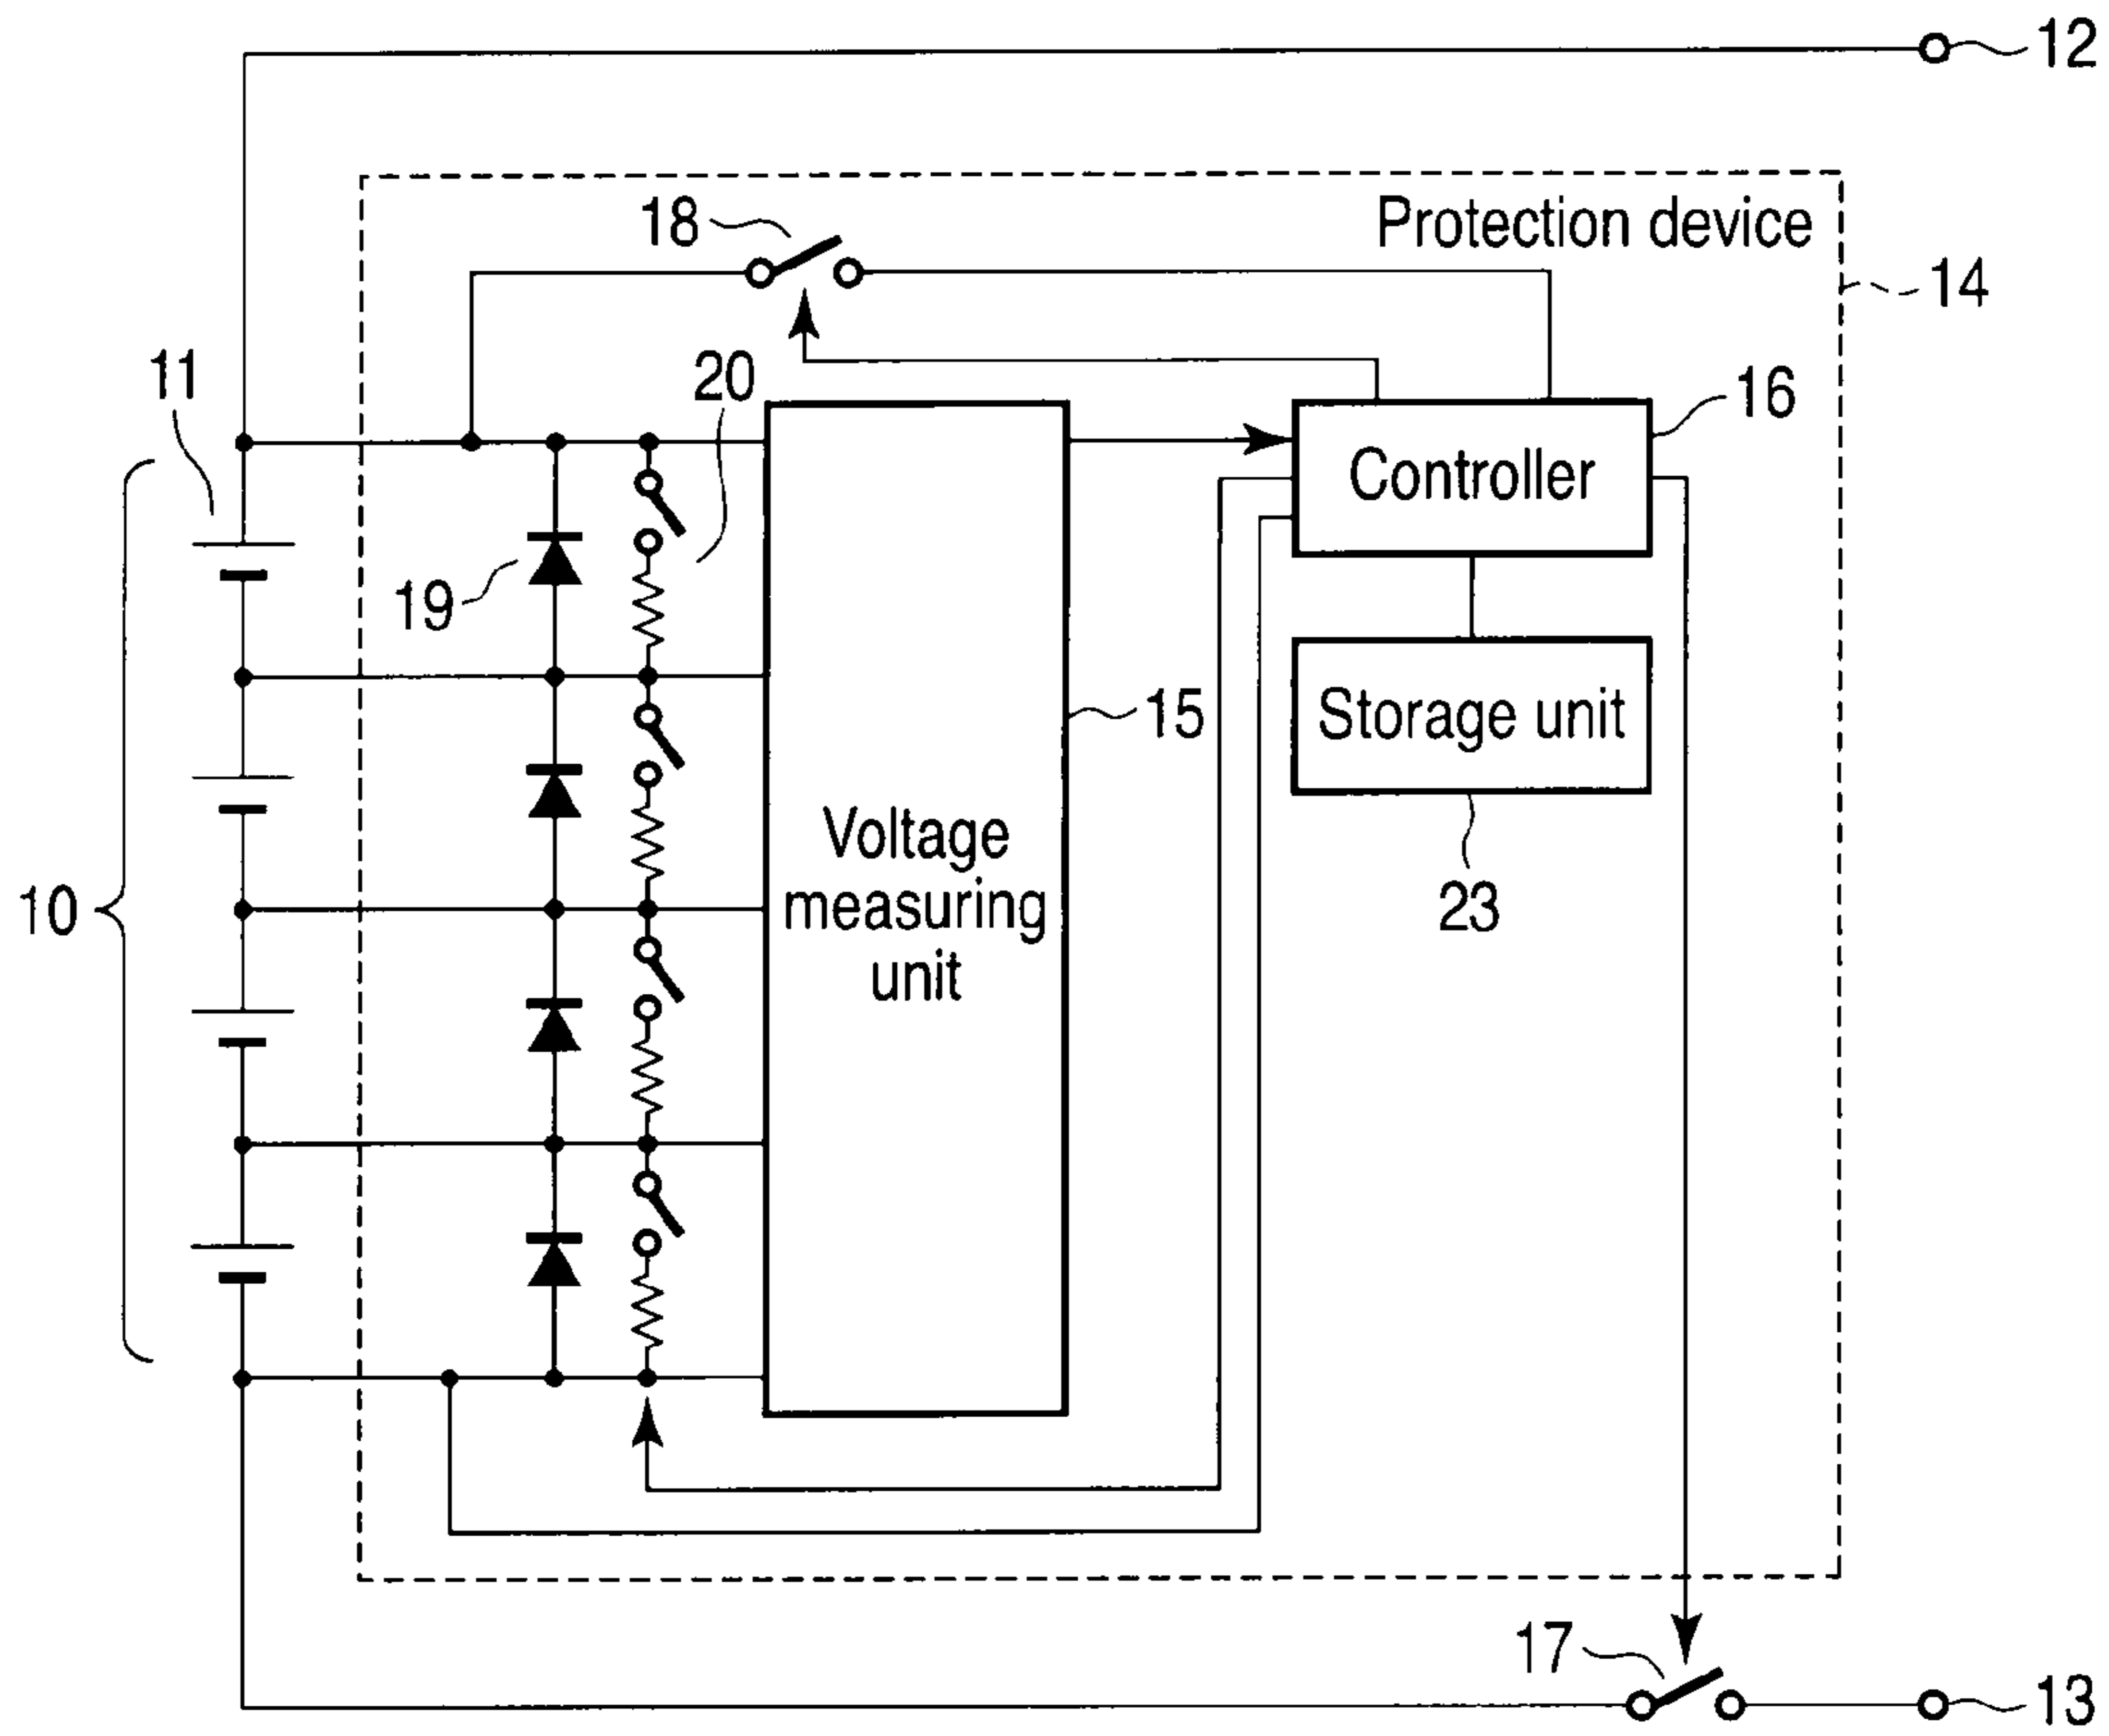 12
Protection device
18
14
11
20
16
Controller
19
15
Storage unit
Voltage
measuring
unit
10
23
17
13